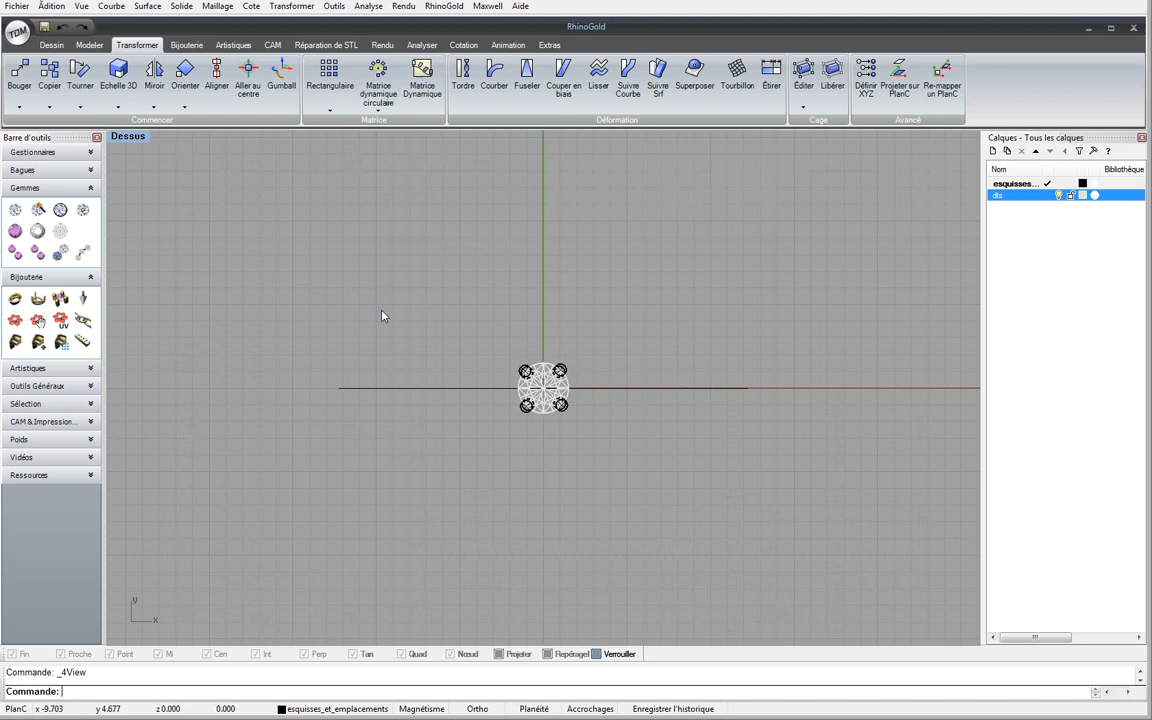 Fichier Ãdition Vue Courbe Surface Solide Maillage Cote Transformer Outils Analyse Rendu RhinoGold Maxwell Aide
TDM RhinoGold
Dessin Modeler Transformer Bijouterie Artistiques CAM Réparation de STL Rendu Analyser Cotation Animation Extras
Bouger Copier Tourner Echelle 3D Miroir Orienter Aligner Aller au centre Gumball Rectangulaire Matrice dynamique circulaire Matrice Dynamique Tordre Courber Fuseler Couper en biais Lisser Suivre Courbe Suivre Srf Superposer Tourbillon Étirer Éditer Libérer Définir XYZ Projeter sur PlanC Re-mapper un PlanC
Commencer Matrice Déformation Cage Avancé
Barre d'outils Dessus Calques - Tous les calques
Gestionnaires
Bagues
Nom Bibliothèque
Gemmes
esquisses...
dts
Bijouterie
UV
Artistiques
Outils Généraux
Sélection
CAM & Impression...
Poids
Vidéos
Ressources
y
x
Fin Proche Point Mi Cen Int Perp Tan Quad Nœud Projeter Repéragel Verrouiller
Commande: _4View
Commande:
PlanC x -9.703 y 4.677 z 0.000 0.000 esquisses_et_emplacements Magnétisme Ortho Planéité Accrochages Enregistrer l'historique